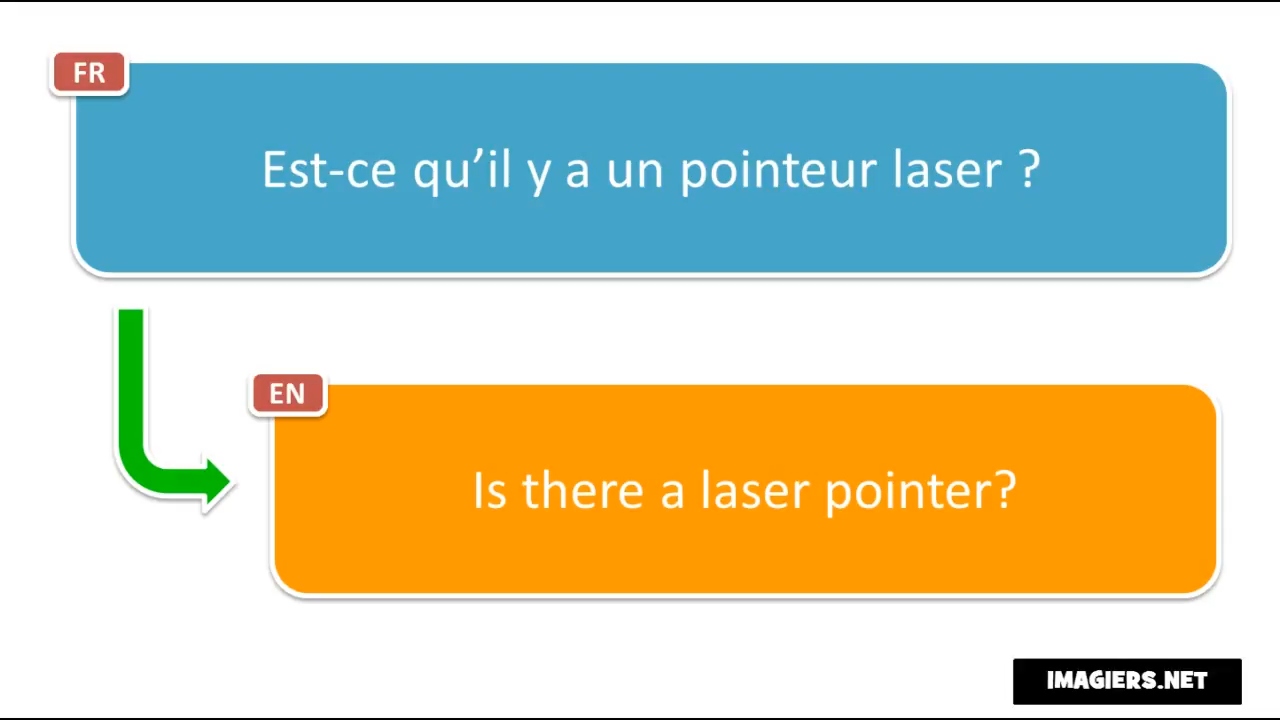 FR
Est-ce qu’il y a un pointeur laser ?
EN
Is there a laser pointer?
IMAGIERS.NET